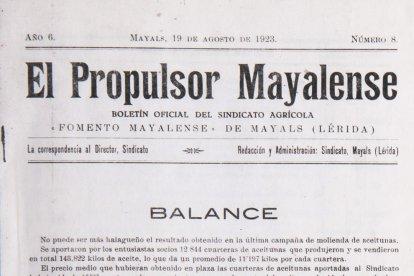 AÑO 6.
MAYALS, 19 DE AGOSTO DE 1923.
NÚMERO 8.
El Propulsor Mayalense
BOLETÍN OFICIAL DEL SINDICATO AGRÍCOLA
«FOMENTO MAYALENSE» DE MAYALS (LÉRIDA)
La correspondencia al Director, Sindicato
Redacción y Administración: Sindicato, Mayals (Lérida)
BALANCE
No puede ser más halagueño el resultado obtenido en la última campaña de molienda de aceitunas.
Se aportaron por los entusiastas socios 12 844 cuarteras de aceitunas que produjeron y se vendieron
en total 143,822 kilos de aceite, lo que da un promedio de 11'197 kilos por cada cuartera.
El precio medio que hubieran obtenido en plaza las cuarteras de aceitunas aportadas al Sindicato